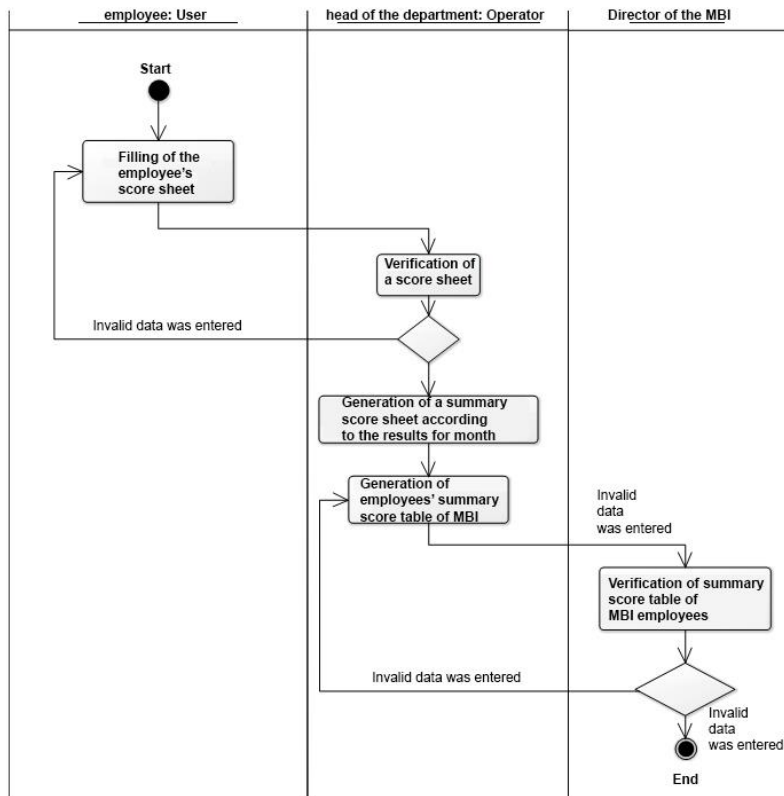 employee: User
head of the department: Operator
Director of the MBI
Start
Filling of the
employee's
score sheet
Verification of
a score sheet
Invalid data was entered
Generation of a summary
score sheet according
to the results for month
Generation of
employees' summary
score table of MBI
Invalid
data
was entered
Verification of summary
score table of
MBI employees
Invalid data was entered
Invalid
data
was entered
End